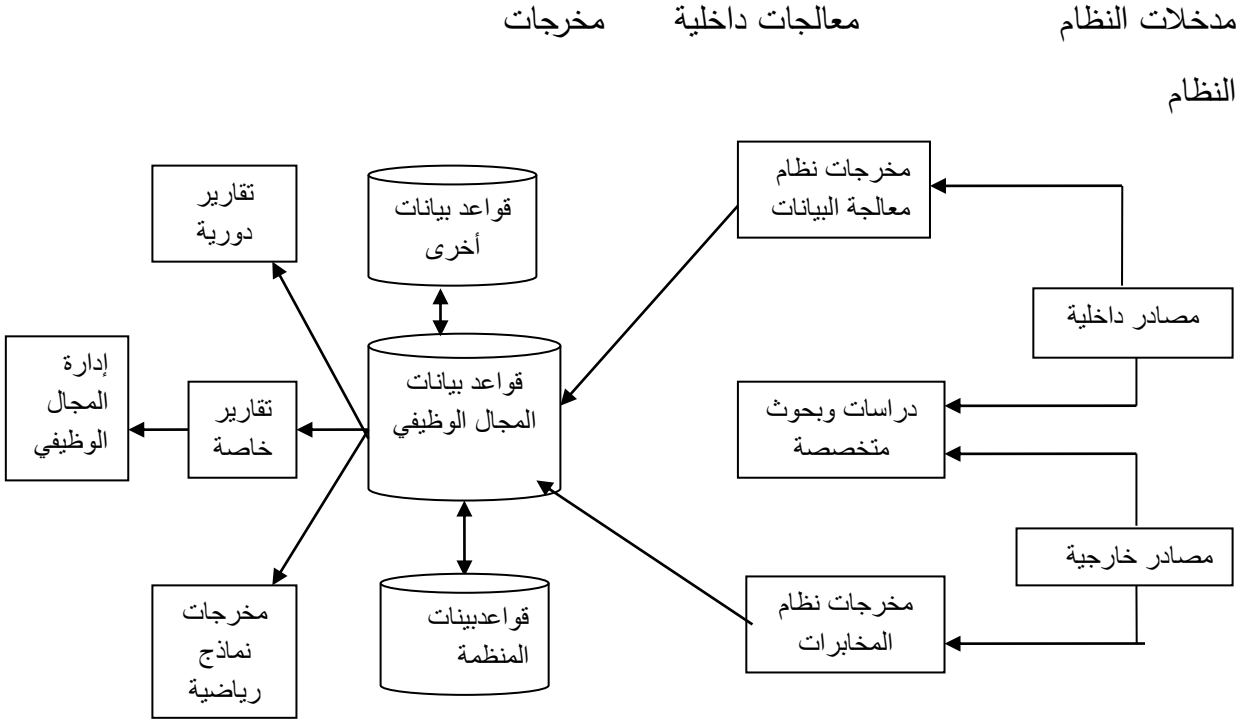 مدخلات النظام معالجات داخلية مخرجات
النظام
مخرجات نظام
معالجة البيانات
مصادر داخلية
دراسات وبحوث
متخصصة
مصادر خارجية
مخرجات نظام
المخابرات
قواعد بيانات
أخرى
قواعد بيانات
المجال الوظيفي
قواعدبينات
المنظمة
تقارير
دورية
تقارير
خاصة
مخرجات
نماذج
رياضية
إدارة
المجال
الوظيفي